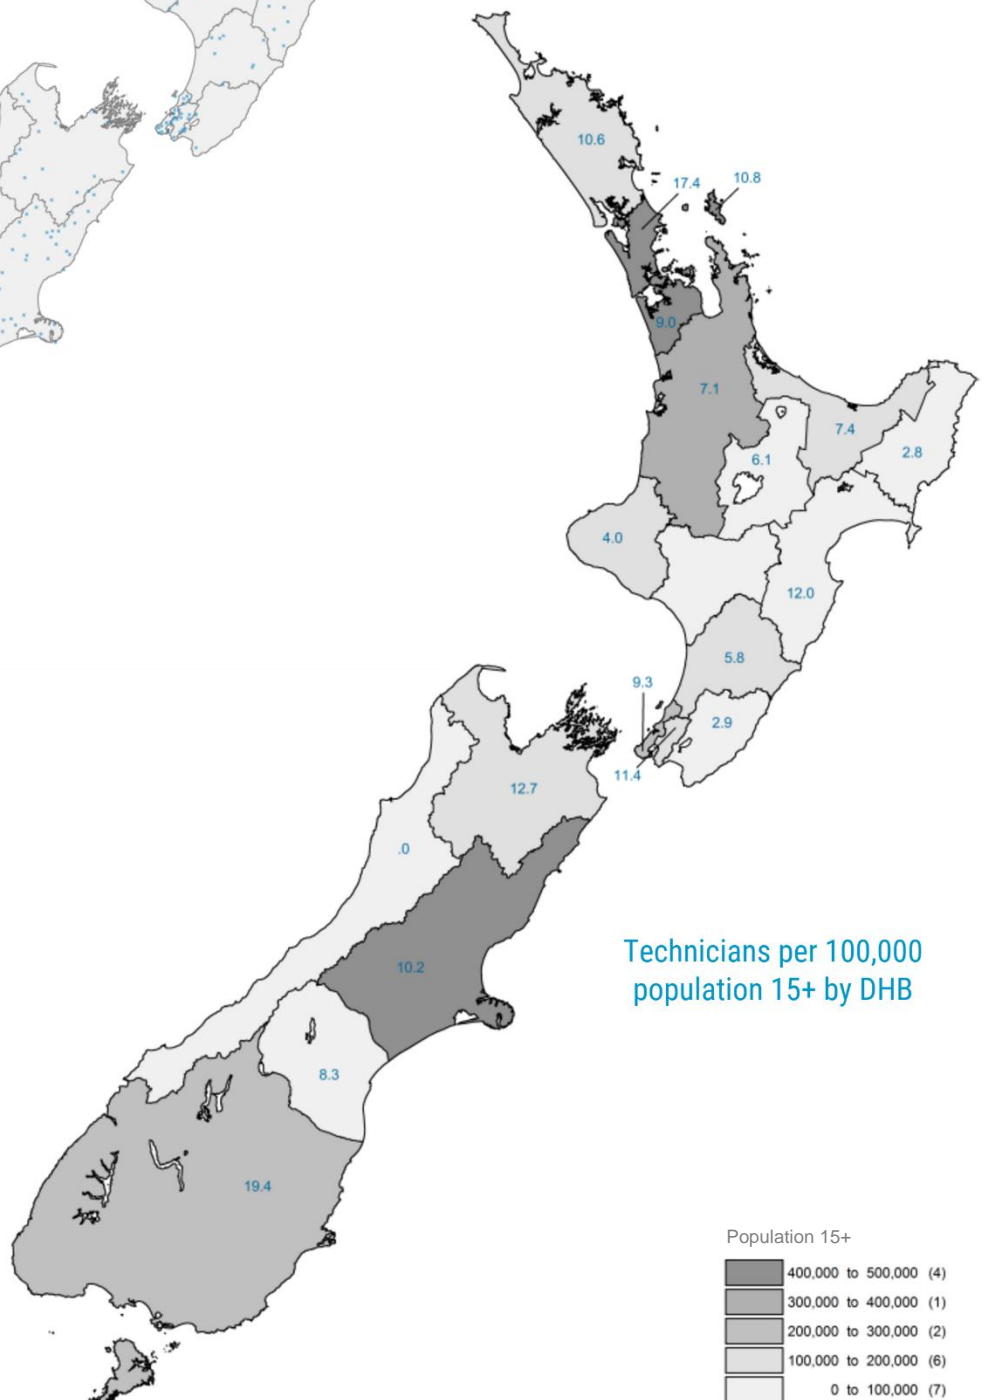 10.6
17.4
10.8
9.0
7.1
7.4
2.8
6.1
4.0
12.0
5.8
9.3
2.9
11.4
12.7
.0
10.2
8.3
19.4
Technicians per 100,000
population 15+ by DHB
Population 15+
400,000 to 500,000 (4)
300,000 to 400,000 (1)
200,000 to 300,000 (2)
100,000 to 200,000 (6)
0 to 100,000 (7)